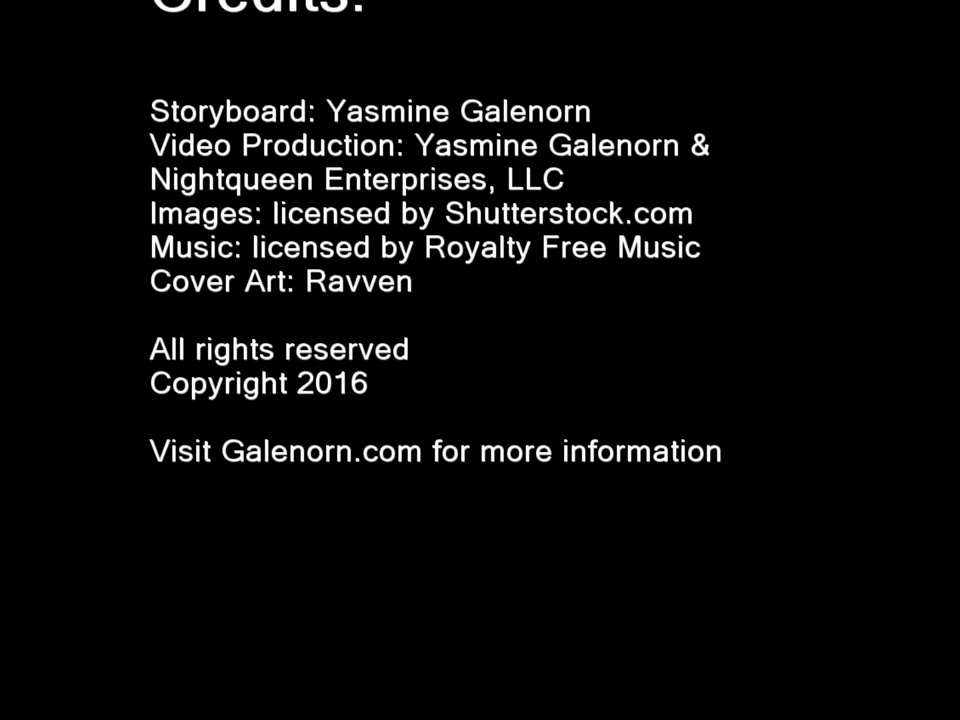 Credits:
Storyboard: Yasmine Galenorn
Video Production: Yasmine Galenorn &
Nightqueen Enterprises, LLC
Images: licensed by Shutterstock.com
Music: licensed by Royalty Free Music
Cover Art: Ravven
All rights reserved
Copyright 2016
Visit Galenorn.com for more information